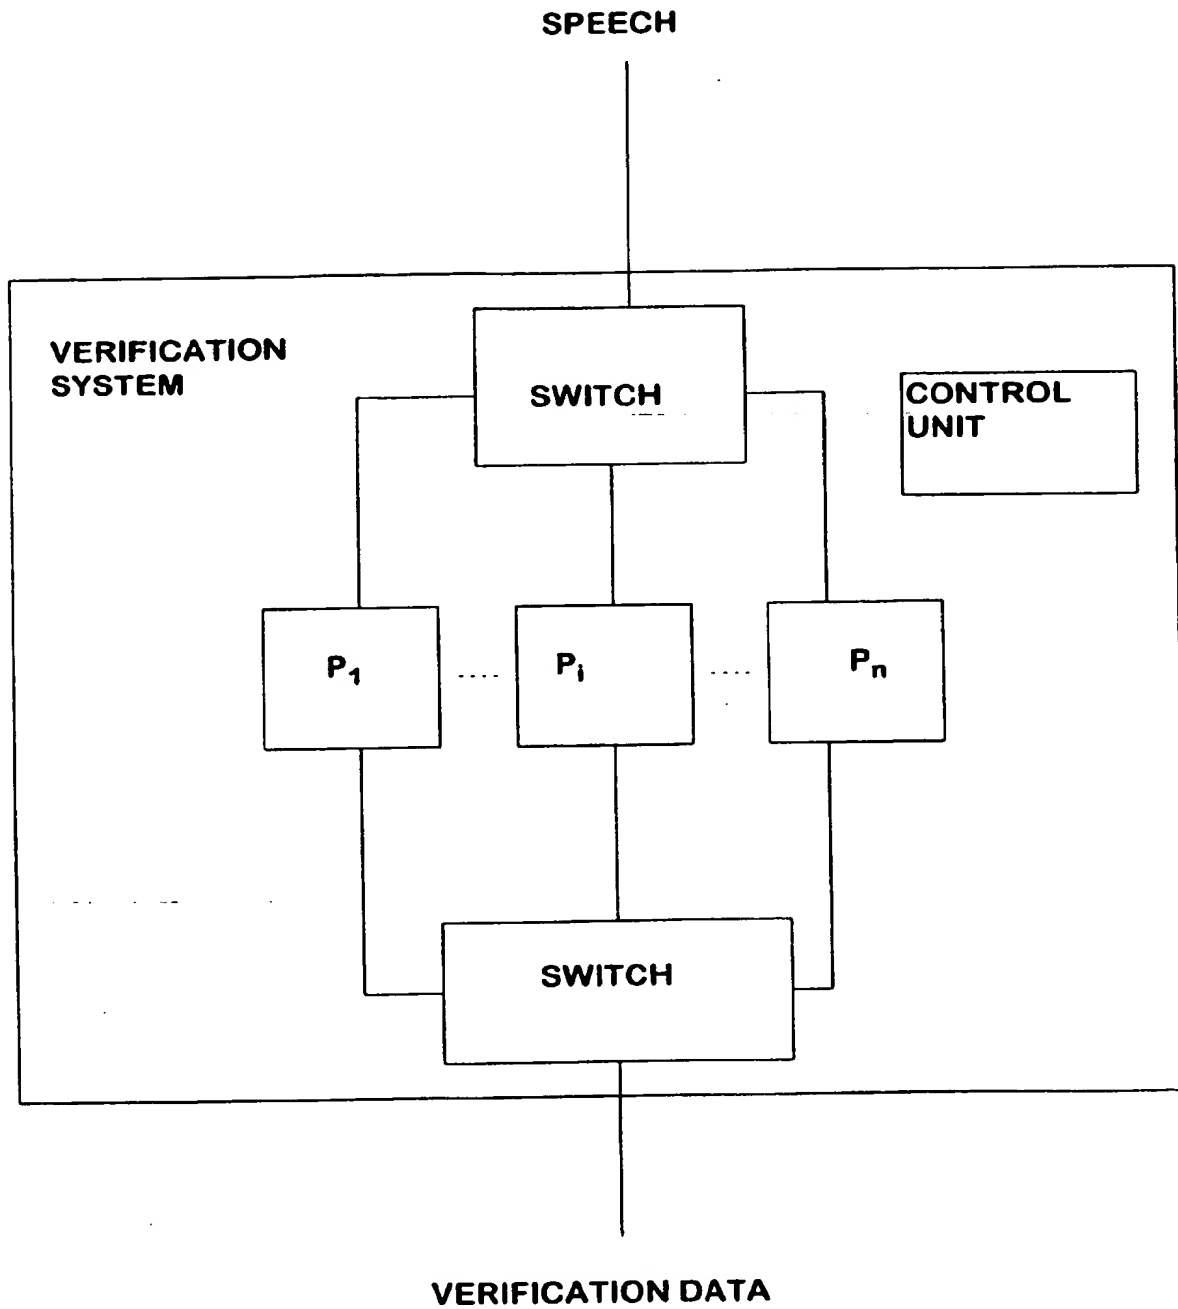 SPEECH
VERIFICATION
SYSTEM
SWITCH
CONTROL
UNIT
P₁
Pᵢ
Pₙ
SWITCH
VERIFICATION DATA